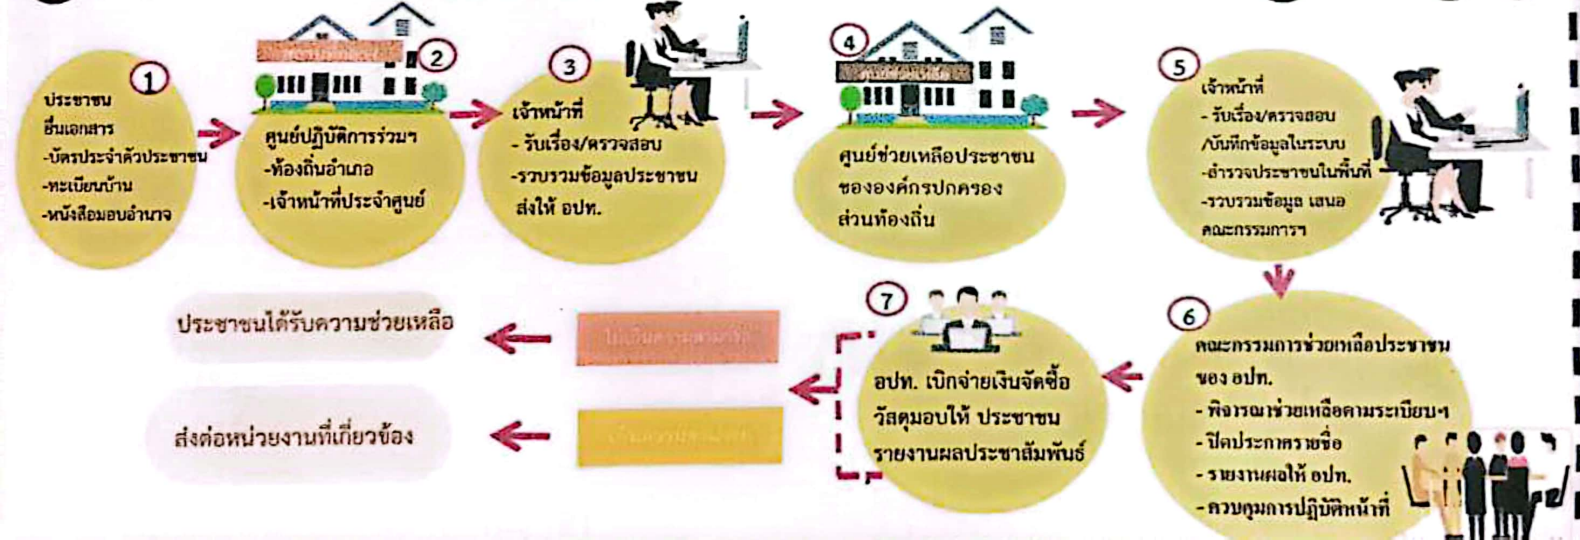 1
ประชาชน
ยื่นเอกสาร
-บัตรประจำตัวประชาชน
-ทะเบียนบ้าน
-หนังสือมอบอำนาจ
2
ศูนย์ปฏิบัติการร่วมฯ
-ท้องถิ่นอำเภอ
-เจ้าหน้าที่ประจำศูนย์
3
เจ้าหน้าที่
- รับเรื่อง/ตรวจสอบ
-รวบรวมข้อมูลประชาชน
ส่งให้ อปท.
4
ศูนย์ช่วยเหลือ
ศูนย์ช่วยเหลือประชาชน
ขององค์กรปกครอง
ส่วนท้องถิ่น
5
เจ้าหน้าที่
- รับเรื่อง/ตรวจสอบ
/บันทึกข้อมูลในระบบ
-สำรวจประชาชนในพื้นที่
-รวบรวมข้อมูล เสนอ
คณะกรรมการฯ
6
คณะกรรมการช่วยเหลือประชาชน
ของ อปท.
- พิจารณาช่วยเหลือตามระเบียบฯ
- ปิดประกาศรายชื่อ
- รายงานผลให้ อปท.
- ควบคุมการปฏิบัติหน้าที่
7
อปท. เบิกจ่ายเงินจัดซื้อ
วัสดุมอบให้ ประชาชน
รายงานผลประชาสัมพันธ์
ประชาชนได้รับความช่วยเหลือ
ส่งต่อหน่วยงานที่เกี่ยวข้อง